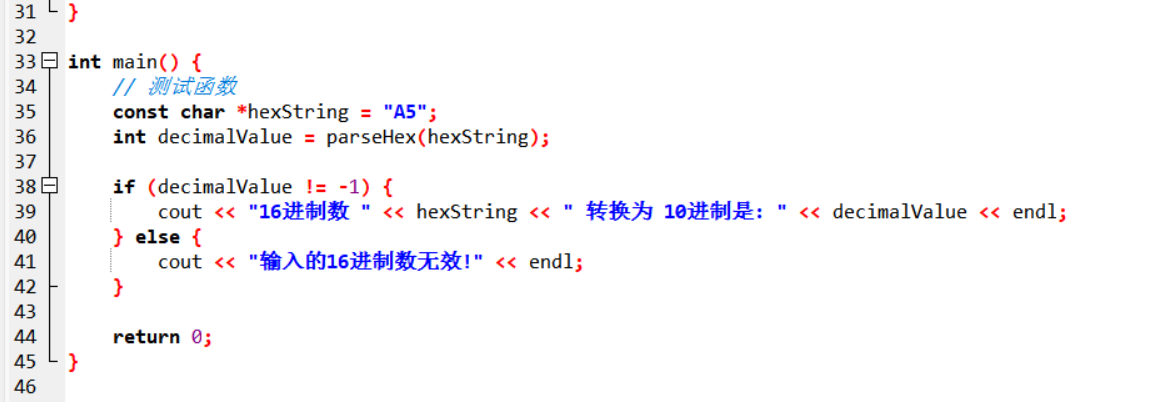 31 }
32
33 int main() {
34     // 测试函数
35     const char *hexString = "A5";
36     int decimalValue = parseHex(hexString);
37
38     if (decimalValue != -1) {
39         cout << "16进制数 " << hexString << " 转换为 10进制是: " << decimalValue << endl;
40     } else {
41         cout << "输入的16进制数无效!" << endl;
42     }
43
44     return 0;
45 }
46